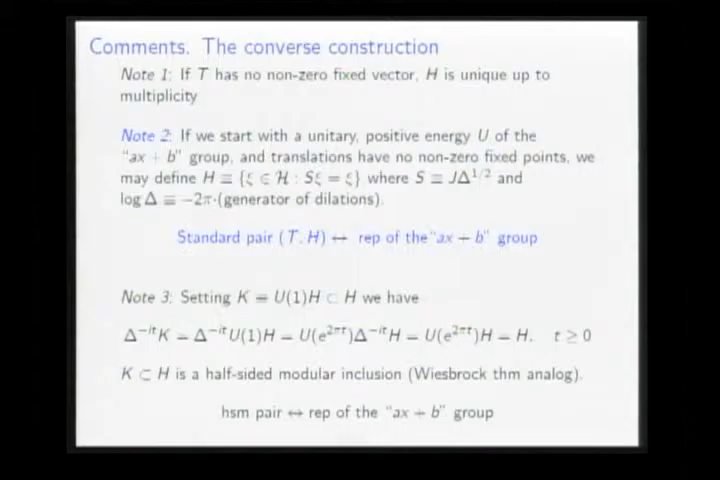 Comments. The converse construction
Note 1: If T has no non-zero fixed vector, H is unique up to
multiplicity
Note 2: If we start with a unitary, positive energy U of the
"ax + b" group, and translations have no non-zero fixed points, we
may define H ≡ {ξ ∈ ℋ : Sξ = ξ} where S ≡ JΔ^{1/2} and
log Δ ≡ −2π·(generator of dilations).
Standard pair (T, H) ↔ rep of the "ax + b" group
Note 3: Setting K = U(1)H ⊂ H we have
Δ^{−it}K = Δ^{−it}U(1)H = U(e^{2πt})Δ^{−it}H = U(e^{2πt})H = H. t ≥ 0
K ⊂ H is a half-sided modular inclusion (Wiesbrock thm analog).
hsm pair ↔ rep of the "ax + b" group